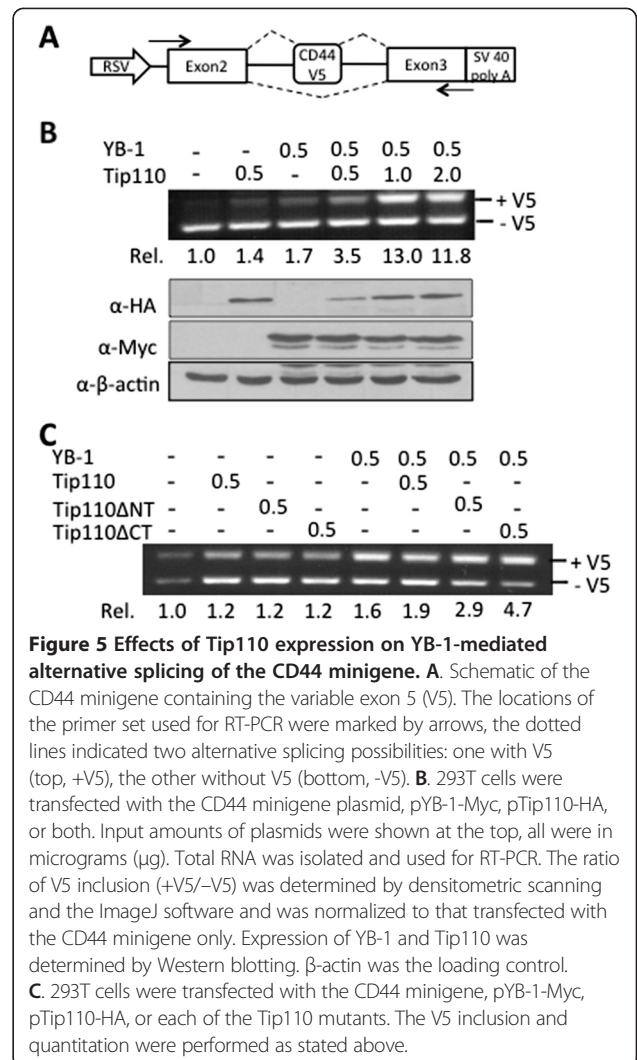 A
RSV
Exon2
CD44
V5
Exon3
SV 40
poly A
B
YB-1 - - 0.5 0.5 0.5 0.5
Tip110 - 0.5 - 0.5 1.0 2.0
+ V5
- V5
Rel. 1.0 1.4 1.7 3.5 13.0 11.8
α-HA
α-Myc
α-β-actin
C
YB-1 - - - - 0.5 0.5 0.5 0.5
Tip110 - 0.5 - - - 0.5 - -
Tip110ΔNT - - 0.5 - - - 0.5 -
Tip110ΔCT - - - 0.5 - - - 0.5
+ V5
- V5
Rel. 1.0 1.2 1.2 1.2 1.6 1.9 2.9 4.7
Figure 5 Effects of Tip110 expression on YB-1-mediated
alternative splicing of the CD44 minigene. A. Schematic of the
CD44 minigene containing the variable exon 5 (V5). The locations of
the primer set used for RT-PCR were marked by arrows, the dotted
lines indicated two alternative splicing possibilities: one with V5
(top, +V5), the other without V5 (bottom, -V5). B. 293T cells were
transfected with the CD44 minigene plasmid, pYB-1-Myc, pTip110-HA,
or both. Input amounts of plasmids were shown at the top, all were in
micrograms (μg). Total RNA was isolated and used for RT-PCR. The ratio
of V5 inclusion (+V5/–V5) was determined by densitometric scanning
and the ImageJ software and was normalized to that transfected with
the CD44 minigene only. Expression of YB-1 and Tip110 was
determined by Western blotting. β-actin was the loading control.
C. 293T cells were transfected with the CD44 minigene, pYB-1-Myc,
pTip110-HA, or each of the Tip110 mutants. The V5 inclusion and
quantitation were performed as stated above.